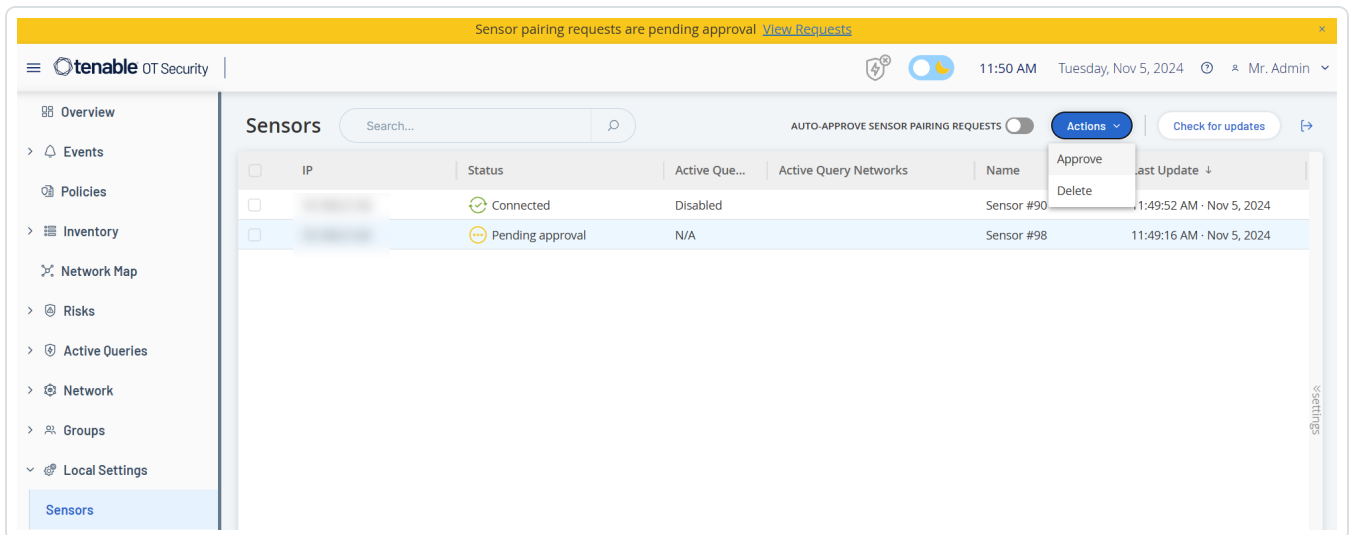 Sensor pairing requests are pending approval View Requests
tenable OT Security
11:50 AM Tuesday, Nov 5, 2024 Mr. Admin
Overview
Events
Policies
Inventory
Network Map
Risks
Active Queries
Network
Groups
Local Settings
Sensors
Sensors Search... AUTO-APPROVE SENSOR PAIRING REQUESTS Actions Check for updates
Approve
Delete
IP Status Active Que... Active Query Networks Name Last Update
Connected Disabled Sensor #90 11:49:52 AM · Nov 5, 2024
Pending approval N/A Sensor #98 11:49:16 AM · Nov 5, 2024
settings